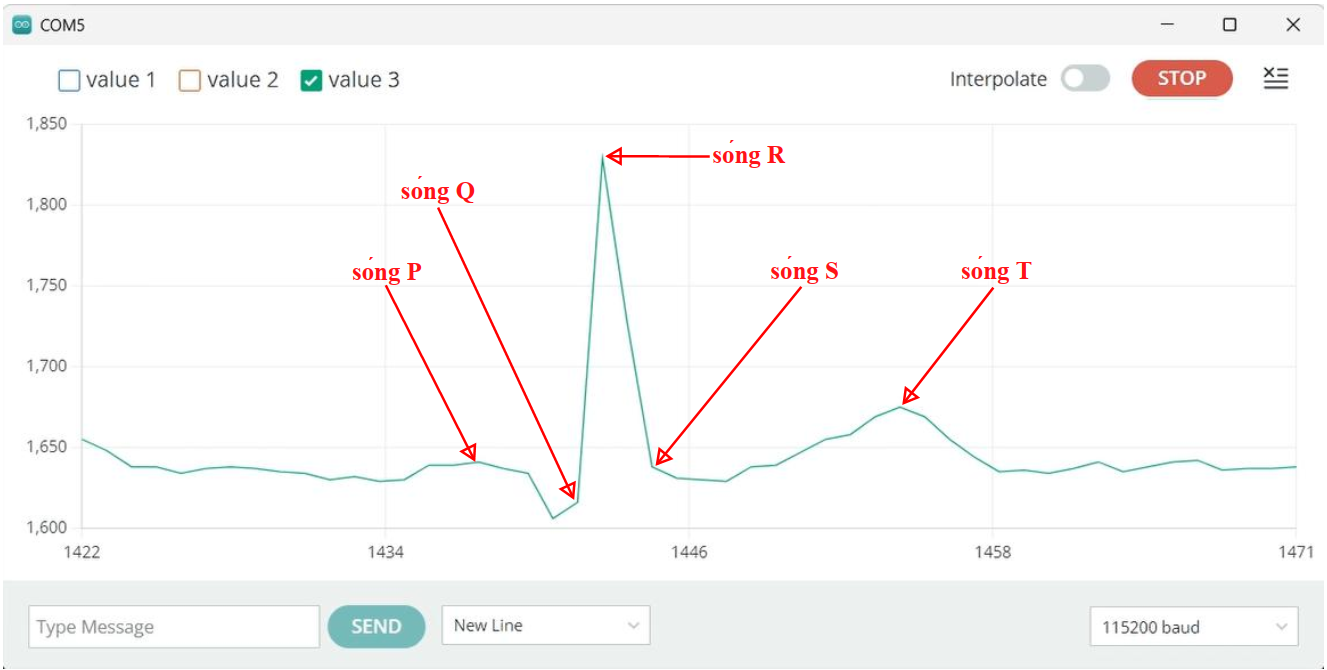 COM5
value 1 value 2 value 3 Interpolate STOP
1,850
sóng R
1,800
sóng Q
sóng P sóng S sóng T
1,750
1,700
1,650
1,600
1422 1434 1446 1458 1471
Type Message SEND New Line 115200 baud